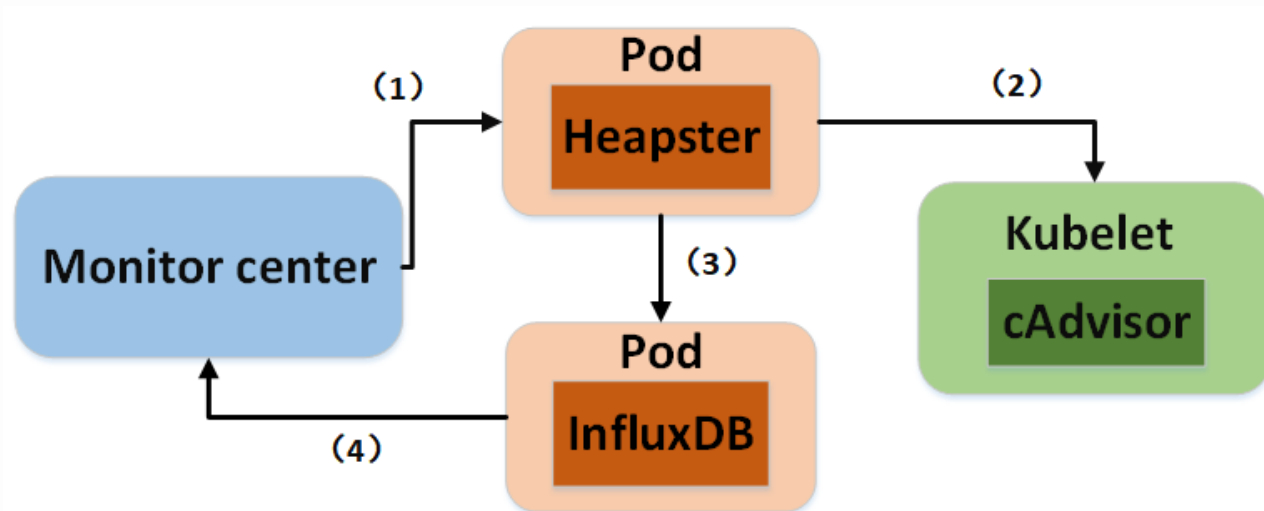 Pod
(1)
(2)
Heapster
Monitor center
Kubelet
(3)
cAdvisor
Pod
InfluxDB
(4)